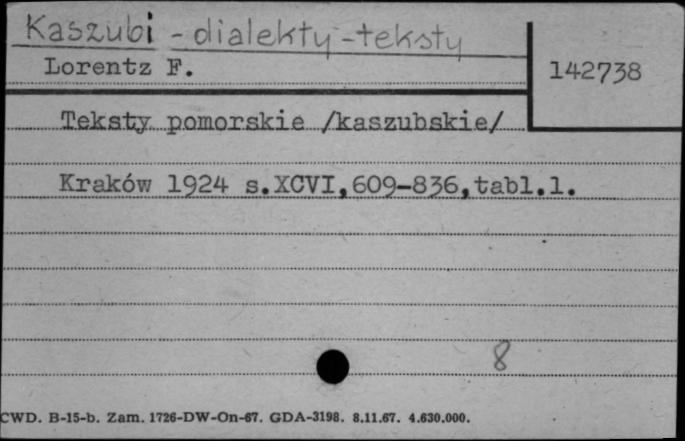 Kaszubi - dialekty - teksty
Lorentz F.
142738
Teksty pomorskie /kaszubskie/
Kraków 1924 s.XCVI,609-836,tabl.1.
8
CWD. B-15-b. Zam. 1726-DW-On-67. GDA-3198. 8.11.67. 4.630.000.